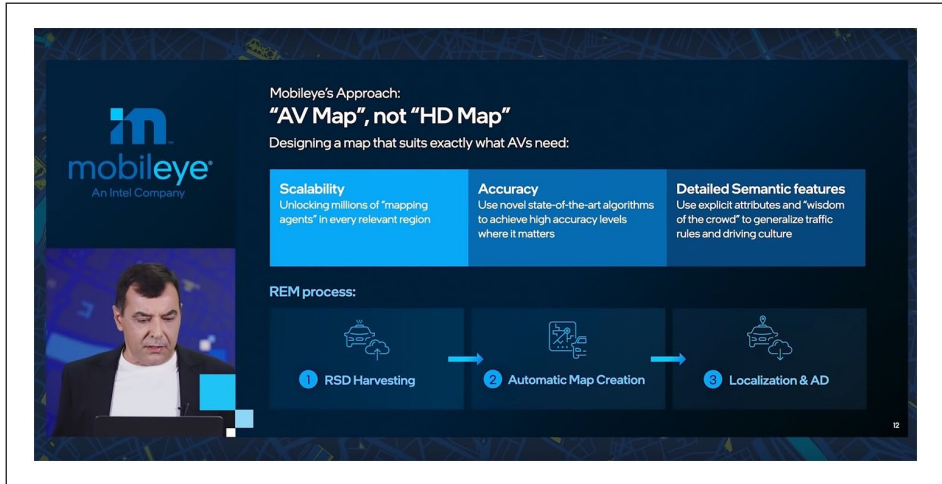 mobileye
An Intel Company
Mobileye's Approach:
"AV Map", not "HD Map"
Designing a map that suits exactly what AVs need:
Scalability
Unlocking millions of "mapping
agents" in every relevant region
Accuracy
Use novel state-of-the-art algorithms
to achieve high accuracy levels
where it matters
Detailed Semantic features
Use explicit attributes and "wisdom
of the crowd" to generalize traffic
rules and driving culture
REM process:
1 RSD Harvesting
2 Automatic Map Creation
3 Localization & AD
12